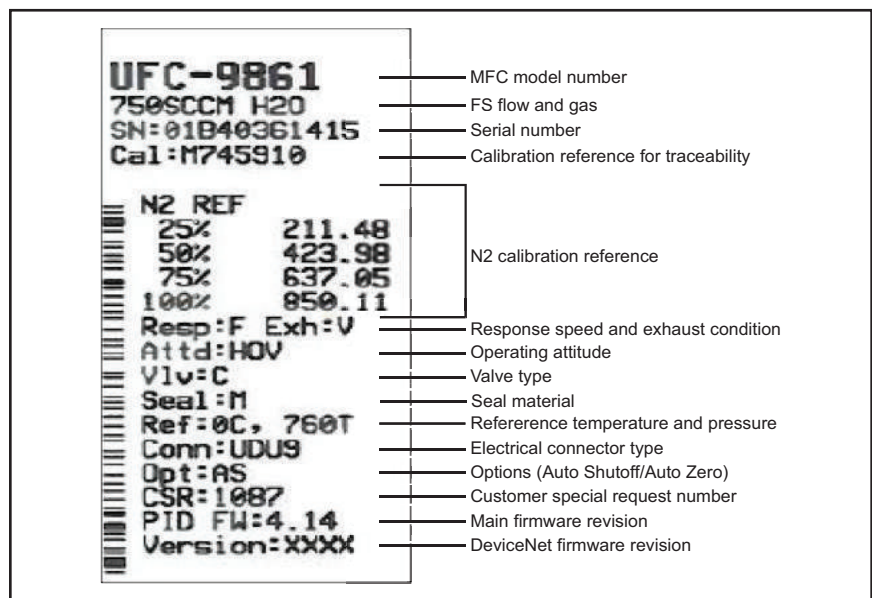 UFC-9861 MFC model number
750SCCM H2O FS flow and gas
SN:01B40361415 Serial number
Cal:M745910 Calibration reference for traceability
N2 REF
25% 211.48
50% 423.98
N2 calibration reference
75% 637.05
100% 850.11
Resp:F Exh:V Response speed and exhaust condition
Attd:HOV Operating attitude
Vlv:C Valve type
Seal:M Seal material
Ref:0C, 760T Refererence temperature and pressure
Conn:UDU9 Electrical connector type
Opt:AS Options (Auto Shutoff/Auto Zero)
CSR:1087 Customer special request number
PID FW:4.14 Main firmware revision
Version:XXXX DeviceNet firmware revision